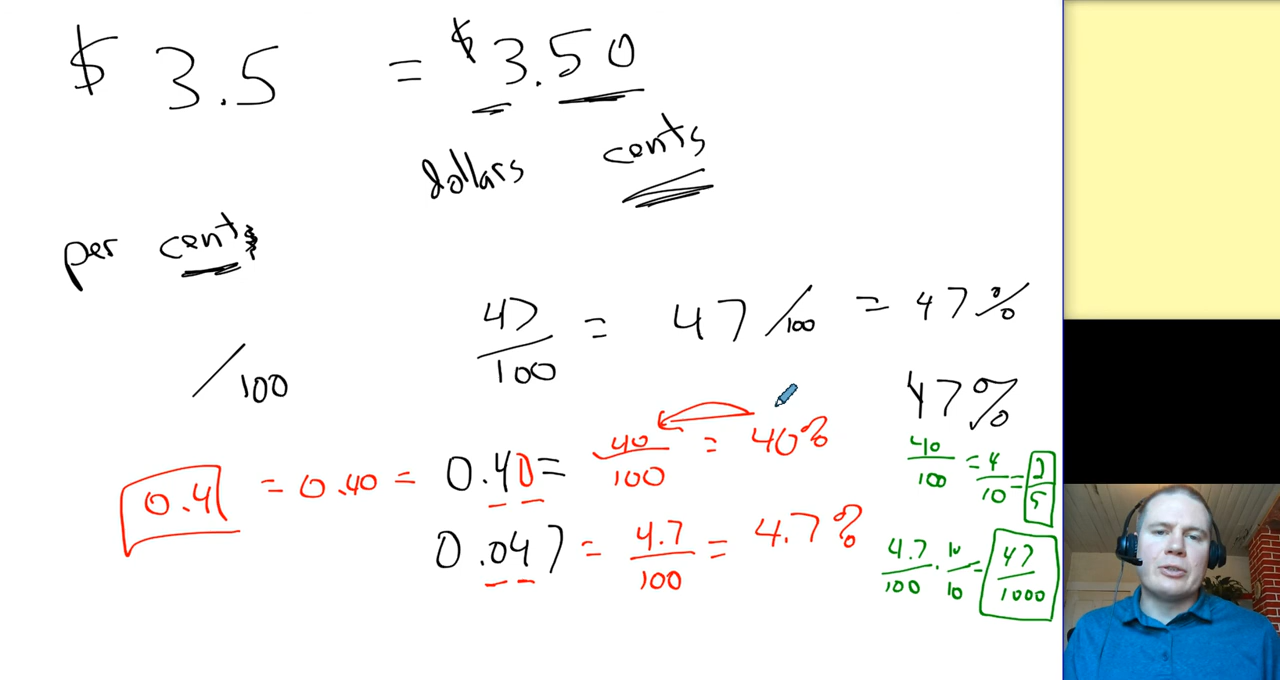 $ 3.5 = $3.50
dollars cents
per cent
47/100 = 47/100 = 47%
/100
47%
0.4 = 0.40 = 0.40 = 40/100 = 40%
40/100 = 4/10 = 2/5
0.047 = 4.7/100 = 4.7%
4.7/100 · 10/10 = 47/1000